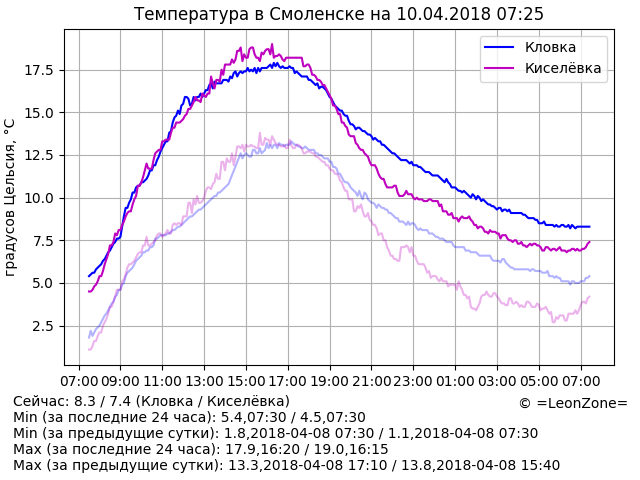 Температура в Смоленске на 10.04.2018 07:25
Кловка
Киселёвка
градусов Цельсия, °C
17.5
15.0
12.5
10.0
7.5
5.0
2.5
07:00 09:00 11:00 13:00 15:00 17:00 19:00 21:00 23:00 01:00 03:00 05:00 07:00
Сейчас: 8.3 / 7.4 (Кловка / Киселёвка)
© =LeonZone=
Min (за последние 24 часа): 5.4,07:30 / 4.5,07:30
Min (за предыдущие сутки): 1.8,2018-04-08 07:30 / 1.1,2018-04-08 07:30
Max (за последние 24 часа): 17.9,16:20 / 19.0,16:15
Max (за предыдущие сутки): 13.3,2018-04-08 17:10 / 13.8,2018-04-08 15:40